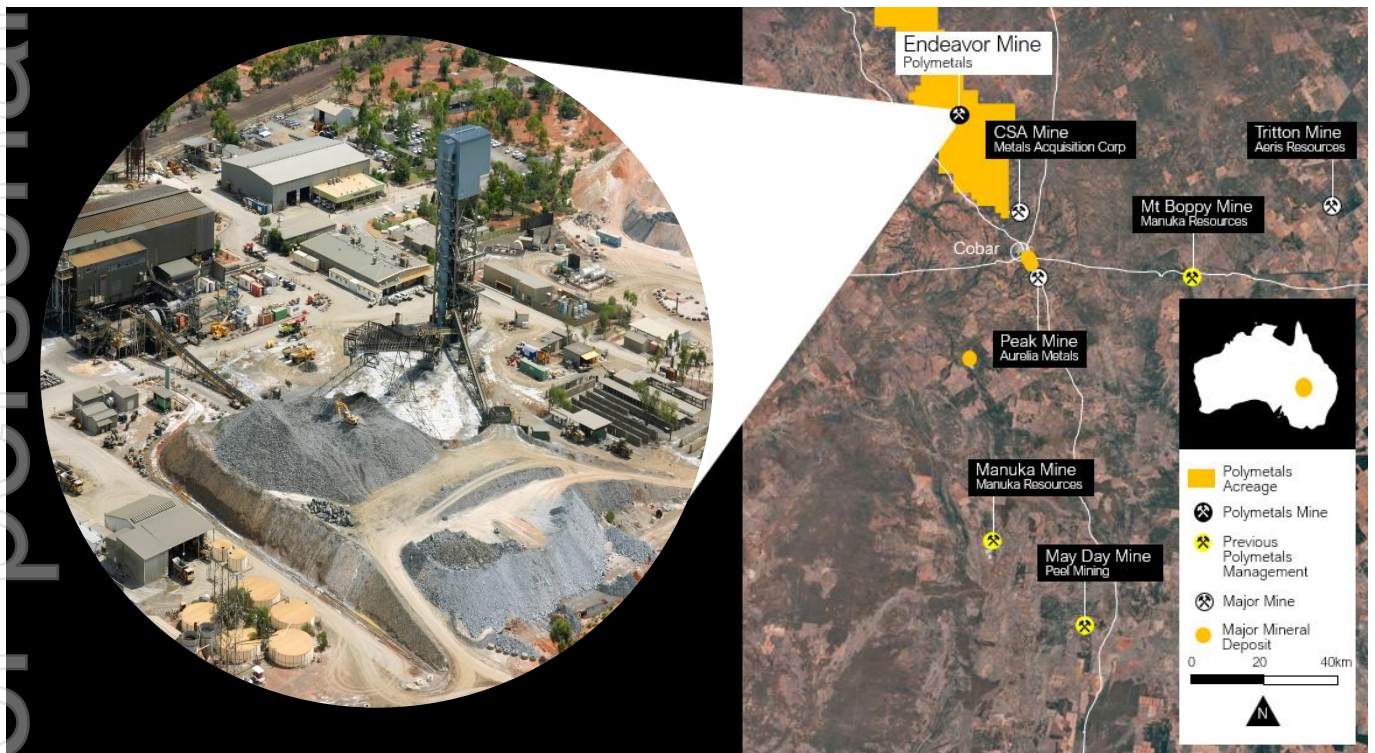 Endeavor Mine
Polymetals
CSA Mine
Metals Acquisition Corp
Tritton Mine
Aeris Resources
Mt Boppy Mine
Manuka Resources
Cobar
Peak Mine
Aurelia Metals
Manuka Mine
Manuka Resources
May Day Mine
Peel Mining
Polymetals
Acreage
Polymetals Mine
Previous
Polymetals
Management
Major Mine
Major Mineral
Deposit
0 20 40km
N